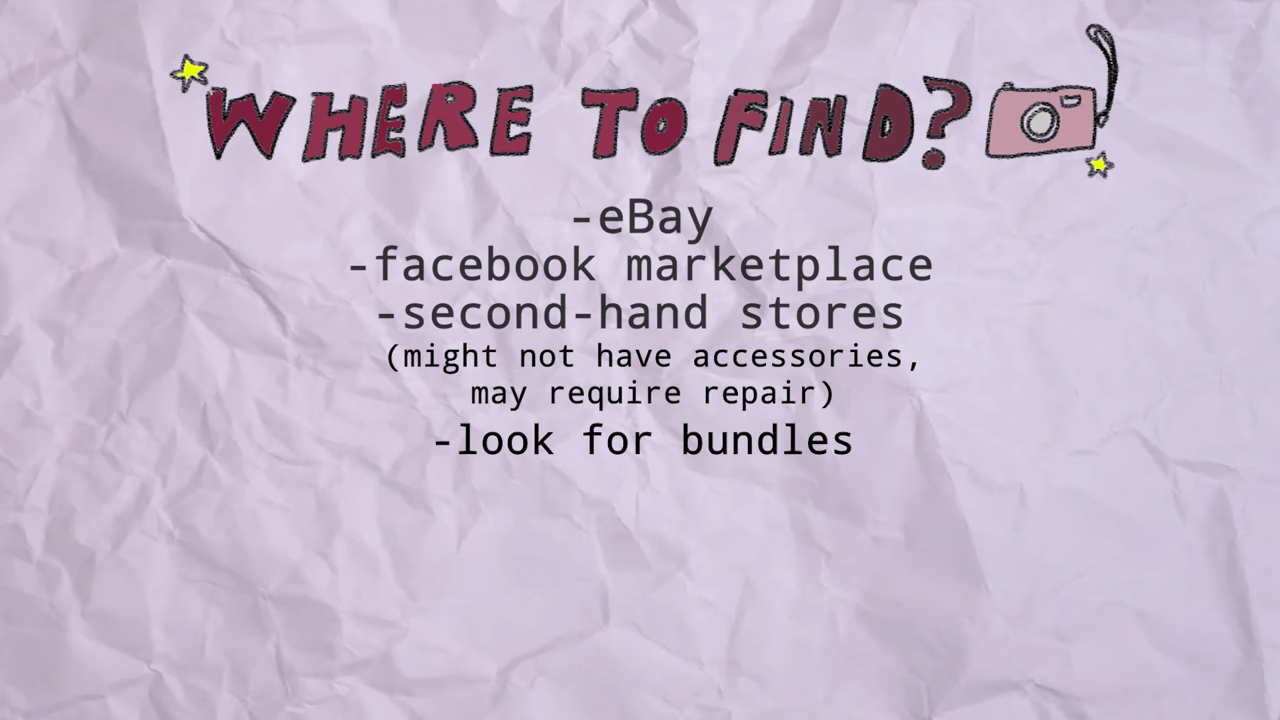 WHERE TO FIND?
-eBay
-facebook marketplace
-second-hand stores
(might not have accessories,
may require repair)
-look for bundles